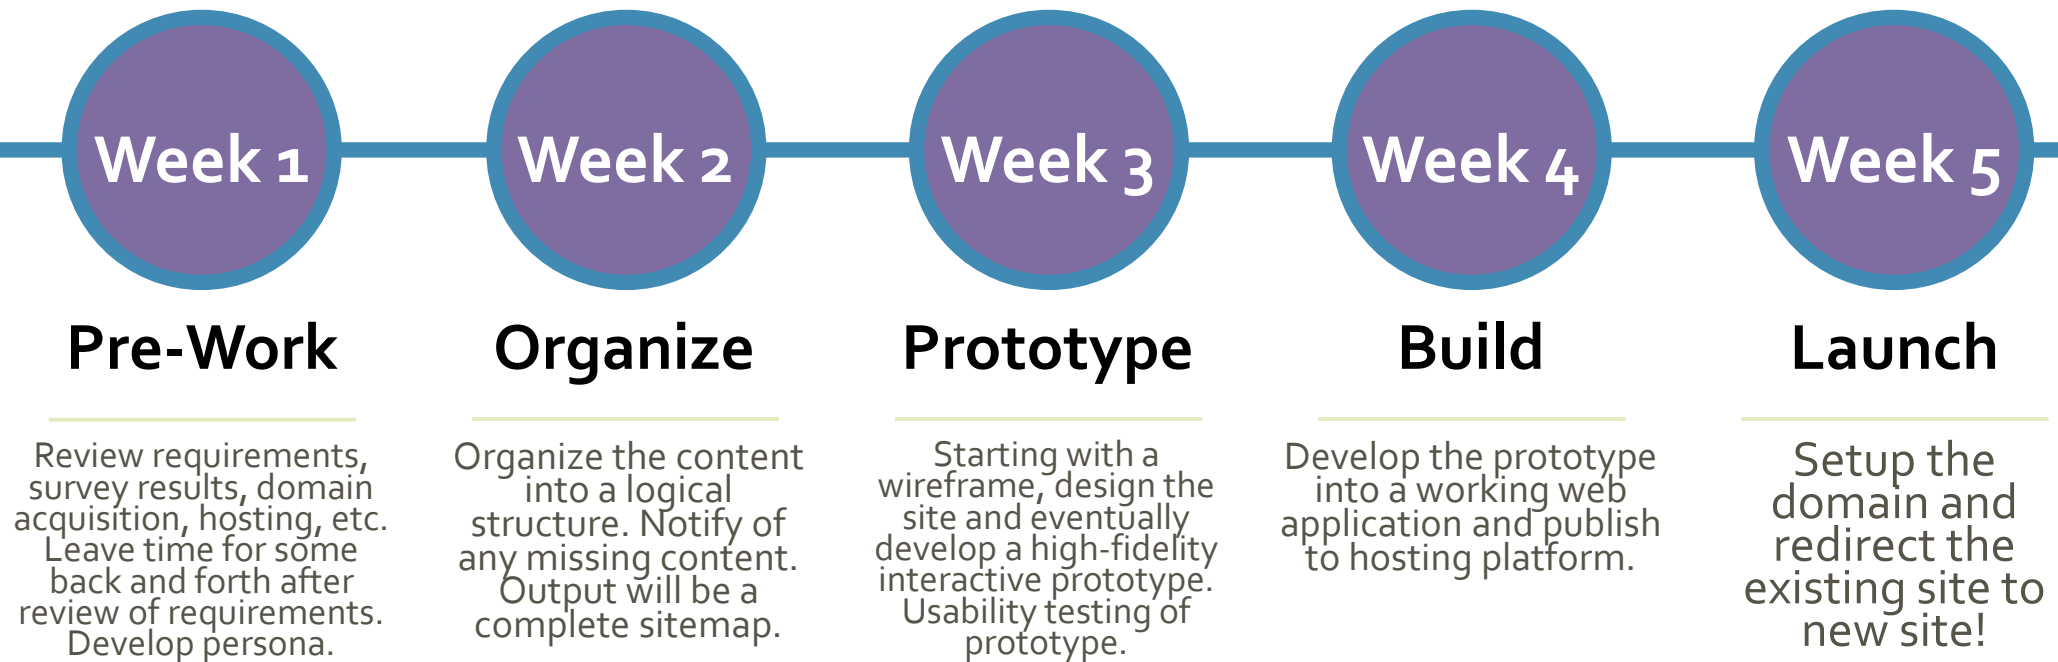 Week 1
Week 2
Week 3
Week 4
Week 5
Pre-Work
Organize
Prototype
Build
Launch
Review requirements,
survey results, domain
acquisition, hosting, etc.
Leave time for some
back and forth after
review of requirements.
Develop persona.
Organize the content
into a logical
structure. Notify of
any missing content.
Output will be a
complete sitemap.
Starting with a
wireframe, design the
site and eventually
develop a high-fidelity
interactive prototype.
Usability testing of
prototype.
Develop the prototype
into a working web
application and publish
to hosting platform.
Setup the
domain and
redirect the
existing site to
new site!